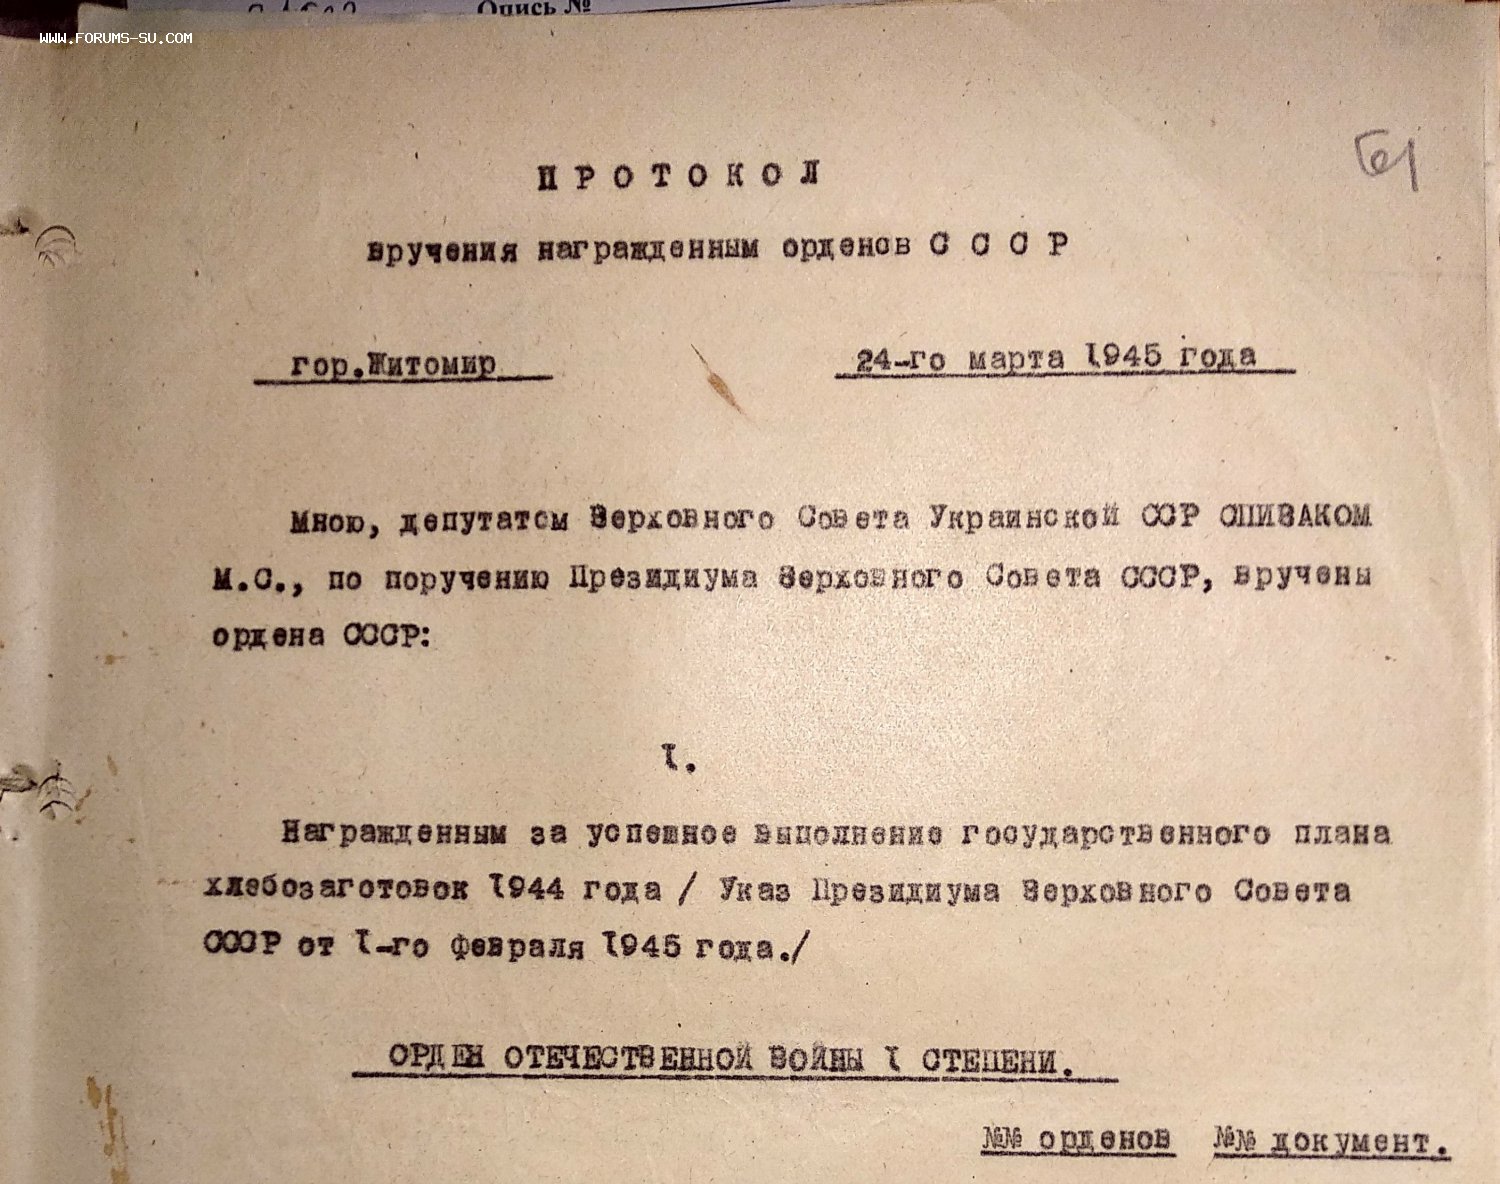 Опись №
WWW.FORUMS-SU.COM
61
ПРОТОКОЛ
вручения награжденным орденов СССР
гор.Житомир
24-го марта 1945 года
Мною, депутатом Верховного Совета Украинской ССР СПИВАКОМ
М.С., по поручению Президиума Верховного Совета СССР, вручены
ордена СССР:
1.
Награжденным за успешное выполнение государственного плана
хлебозаготовок 1944 года / Указ Президиума Верховного Совета
СССР от 1-го февраля 1945 года./
ОРДЕН ОТЕЧЕСТВЕННОЙ ВОЙНЫ 1 СТЕПЕНИ.
№№ орденов №№ документ.